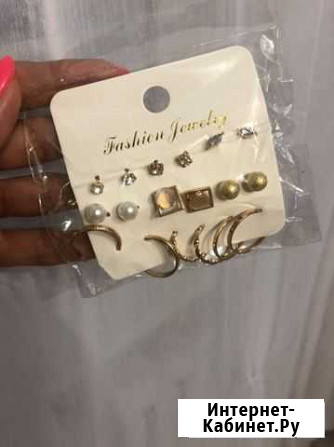 Fashion Jewelry
Интернет-
Кабинет.Ру